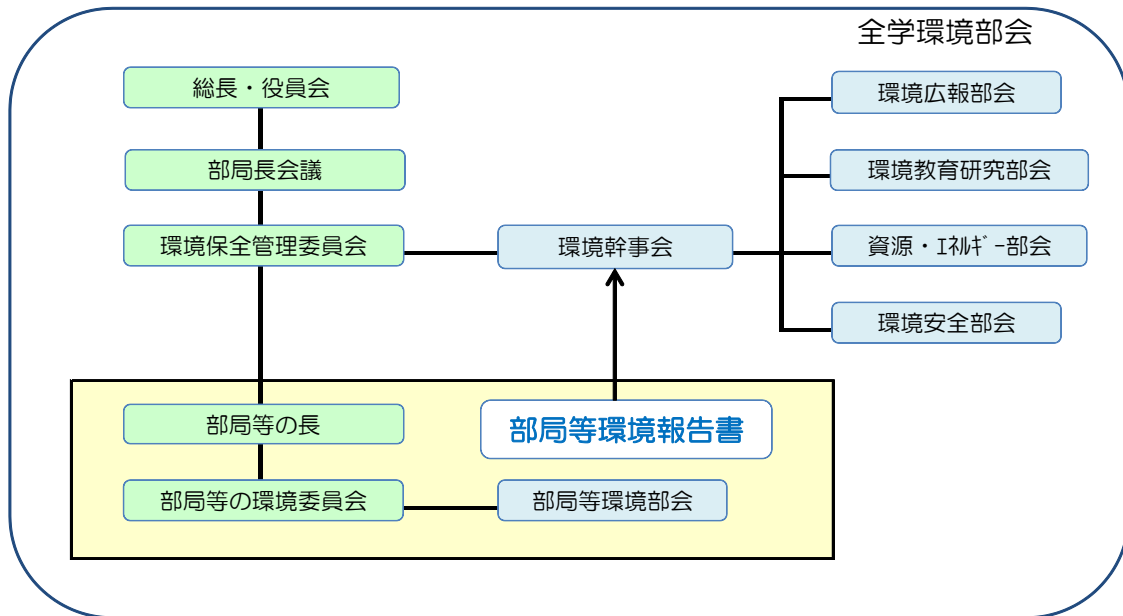 全学環境部会
総長・役員会
環境広報部会
部局長会議
環境教育研究部会
環境保全管理委員会
環境幹事会
資源・ｴﾈﾙｷﾞｰ部会
環境安全部会
部局等の長
部局等環境報告書
部局等の環境委員会
部局等環境部会